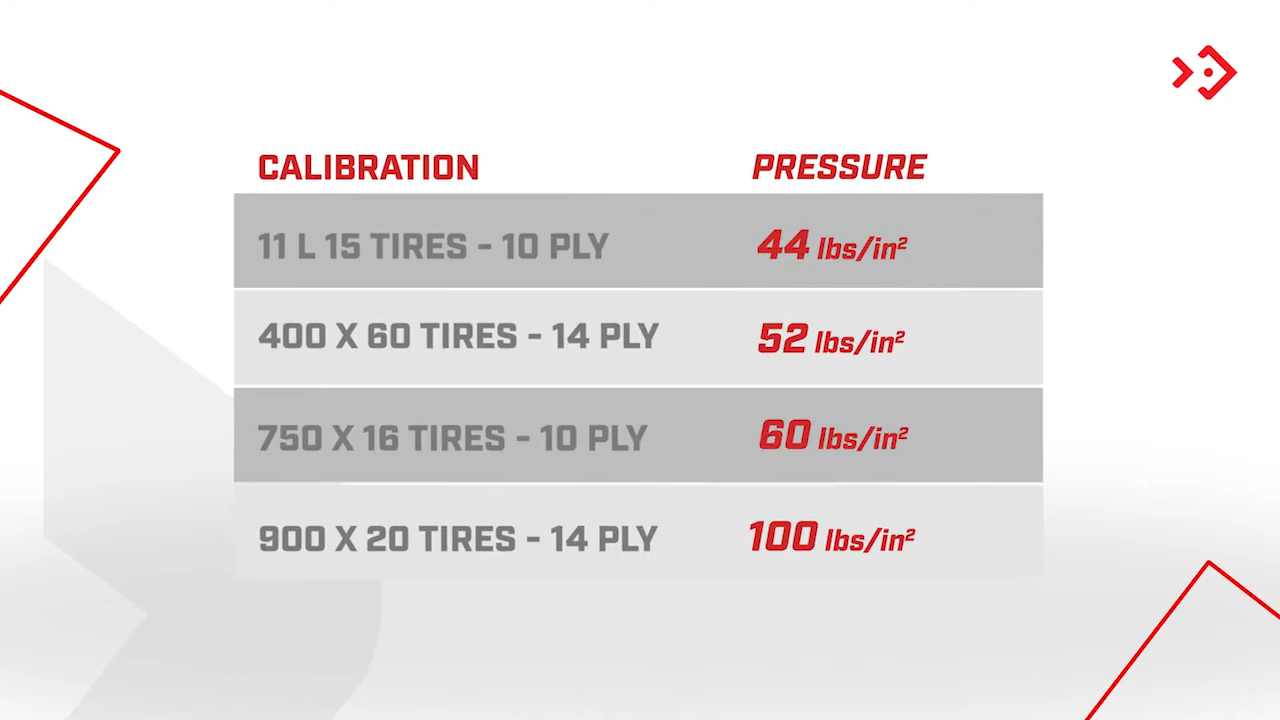 CALIBRATION PRESSURE
11 L 15 TIRES - 10 PLY 44 lbs/in²
400 X 60 TIRES - 14 PLY 52 lbs/in²
750 X 16 TIRES - 10 PLY 60 lbs/in²
900 X 20 TIRES - 14 PLY 100 lbs/in²